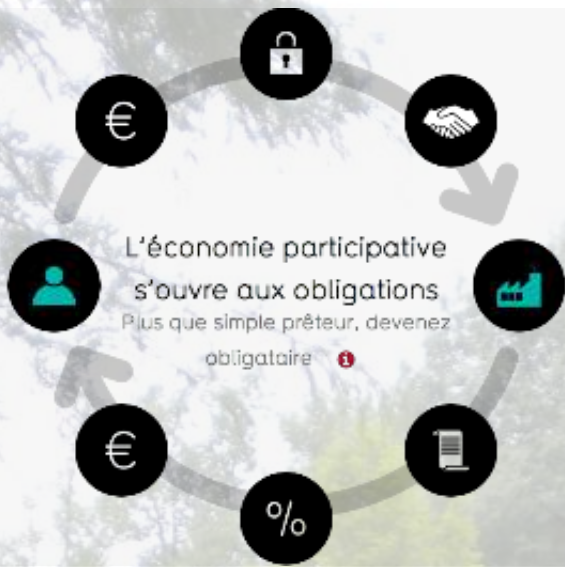 €
L'économie participative
s'ouvre aux obligations
Plus que simple prêteur, devenez
obligataire i
€
%